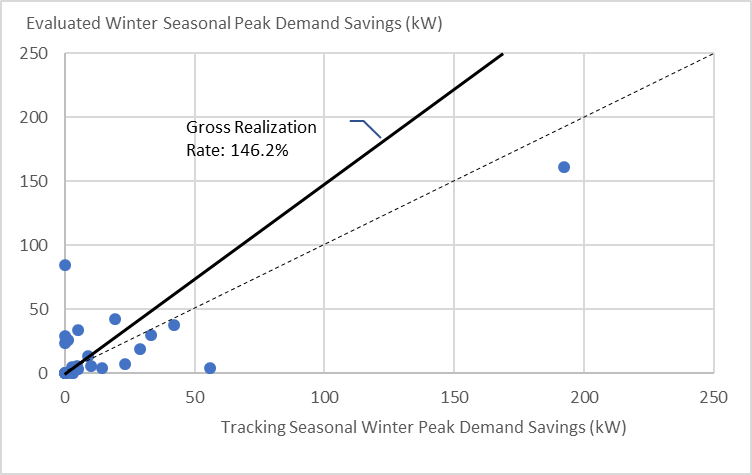 Evaluated Winter Seasonal Peak Demand Savings (kW)
250
200
150
100
50
0
Gross Realization
Rate: 146.2%
0 50 100 150 200 250
Tracking Seasonal Winter Peak Demand Savings (kW)